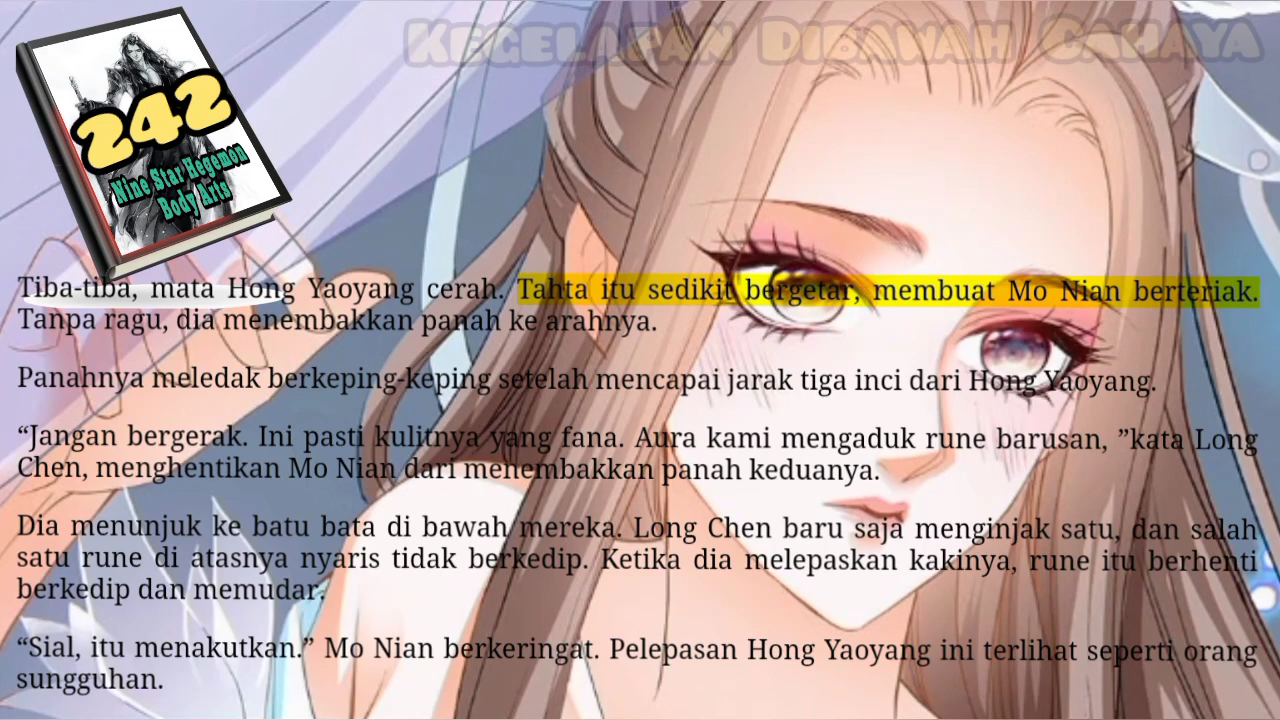 Kegelapan Dibawah Cahaya
242
Nine Star Hegemon
Body Arts
Tiba-tiba, mata Hong Yaoyang cerah. Tahta itu sedikit bergetar, membuat Mo Nian berteriak.
Tanpa ragu, dia menembakkan panah ke arahnya.
Panahnya meledak berkeping-keping setelah mencapai jarak tiga inci dari Hong Yaoyang.
“Jangan bergerak. Ini pasti kulitnya yang fana. Aura kami mengaduk rune barusan, ”kata Long
Chen, menghentikan Mo Nian dari menembakkan panah keduanya.
Dia menunjuk ke batu bata di bawah mereka. Long Chen baru saja menginjak satu, dan salah
satu rune di atasnya nyaris tidak berkedip. Ketika dia melepaskan kakinya, rune itu berhenti
berkedip dan memudar.
“Sial, itu menakutkan.” Mo Nian berkeringat. Pelepasan Hong Yaoyang ini terlihat seperti orang
sungguhan.